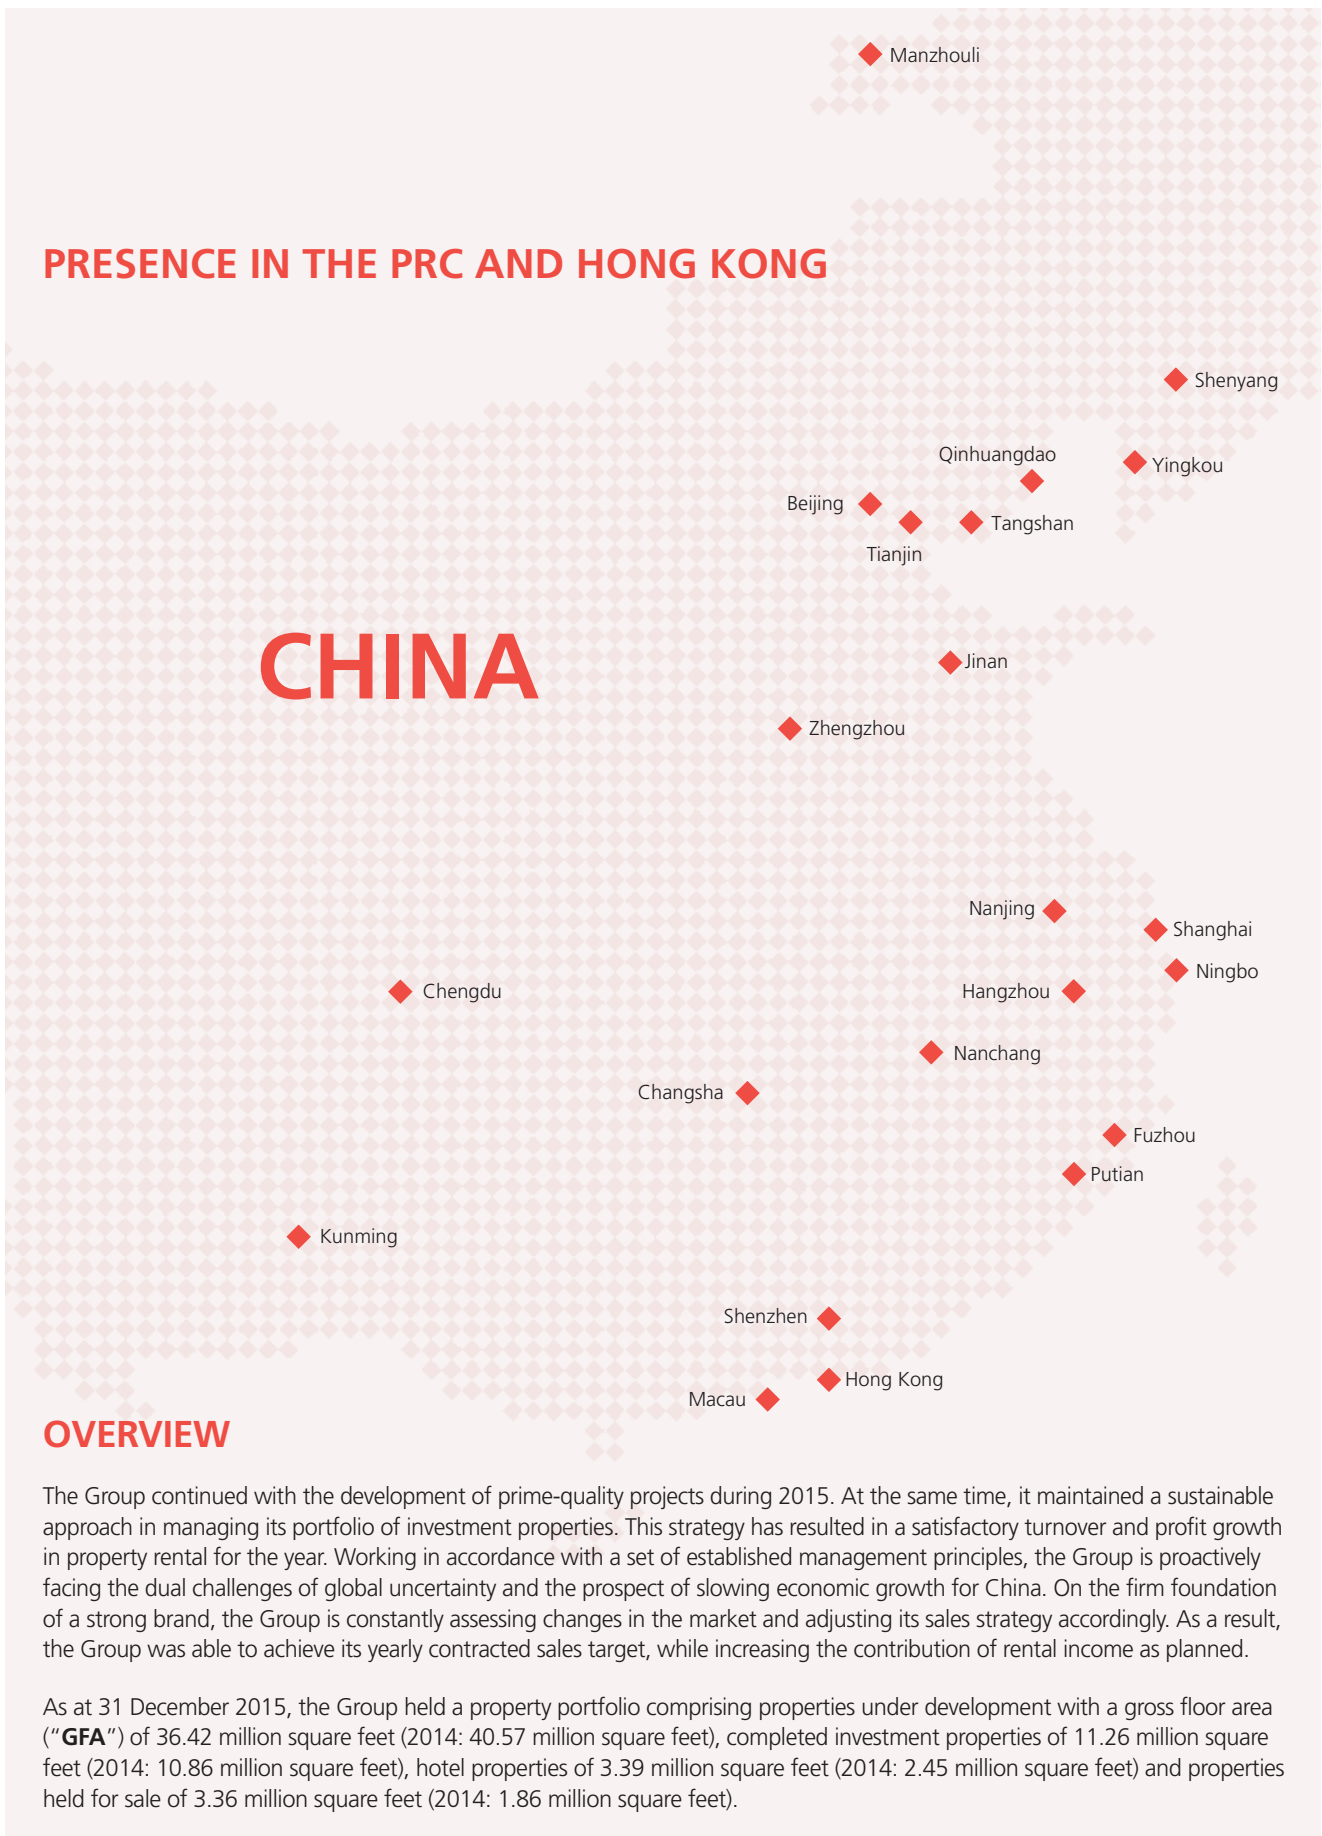 Manzhouli
PRESENCE IN THE PRC AND HONG KONG
Shenyang
Qinhuangdao
Yingkou
Beijing
Tangshan
Tianjin
CHINA
Jinan
Zhengzhou
Nanjing
Shanghai
Ningbo
Chengdu
Hangzhou
Nanchang
Changsha
Fuzhou
Putian
Kunming
Shenzhen
Hong Kong
Macau
OVERVIEW
The Group continued with the development of prime-quality projects during 2015. At the same time, it maintained a sustainable
approach in managing its portfolio of investment properties. This strategy has resulted in a satisfactory turnover and profit growth
in property rental for the year. Working in accordance with a set of established management principles, the Group is proactively
facing the dual challenges of global uncertainty and the prospect of slowing economic growth for China. On the firm foundation
of a strong brand, the Group is constantly assessing changes in the market and adjusting its sales strategy accordingly. As a result,
the Group was able to achieve its yearly contracted sales target, while increasing the contribution of rental income as planned.
As at 31 December 2015, the Group held a property portfolio comprising properties under development with a gross floor area
("GFA") of 36.42 million square feet (2014: 40.57 million square feet), completed investment properties of 11.26 million square
feet (2014: 10.86 million square feet), hotel properties of 3.39 million square feet (2014: 2.45 million square feet) and properties
held for sale of 3.36 million square feet (2014: 1.86 million square feet).